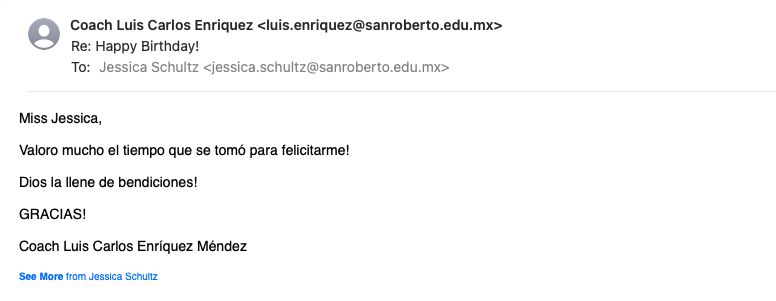 Coach Luis Carlos Enriquez <luis.enriquez@sanroberto.edu.mx>
Re: Happy Birthday!
To: Jessica Schultz <jessica.schultz@sanroberto.edu.mx>
Miss Jessica,
Valoro mucho el tiempo que se tomó para felicitarme!
Dios la llene de bendiciones!
GRACIAS!
Coach Luis Carlos Enríquez Méndez
See More from Jessica Schultz